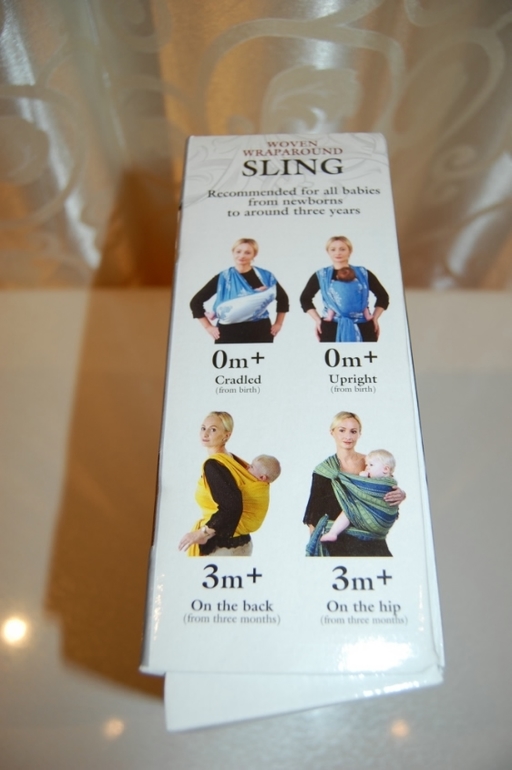 WOVEN
WRAPAROUND
SLING
Recommended for all babies
from newborns
to around three years
0m+
Cradled
(from birth)
0m+
Upright
(from birth)
3m+
On the back
(from three months)
3m+
On the hip
(from three months)